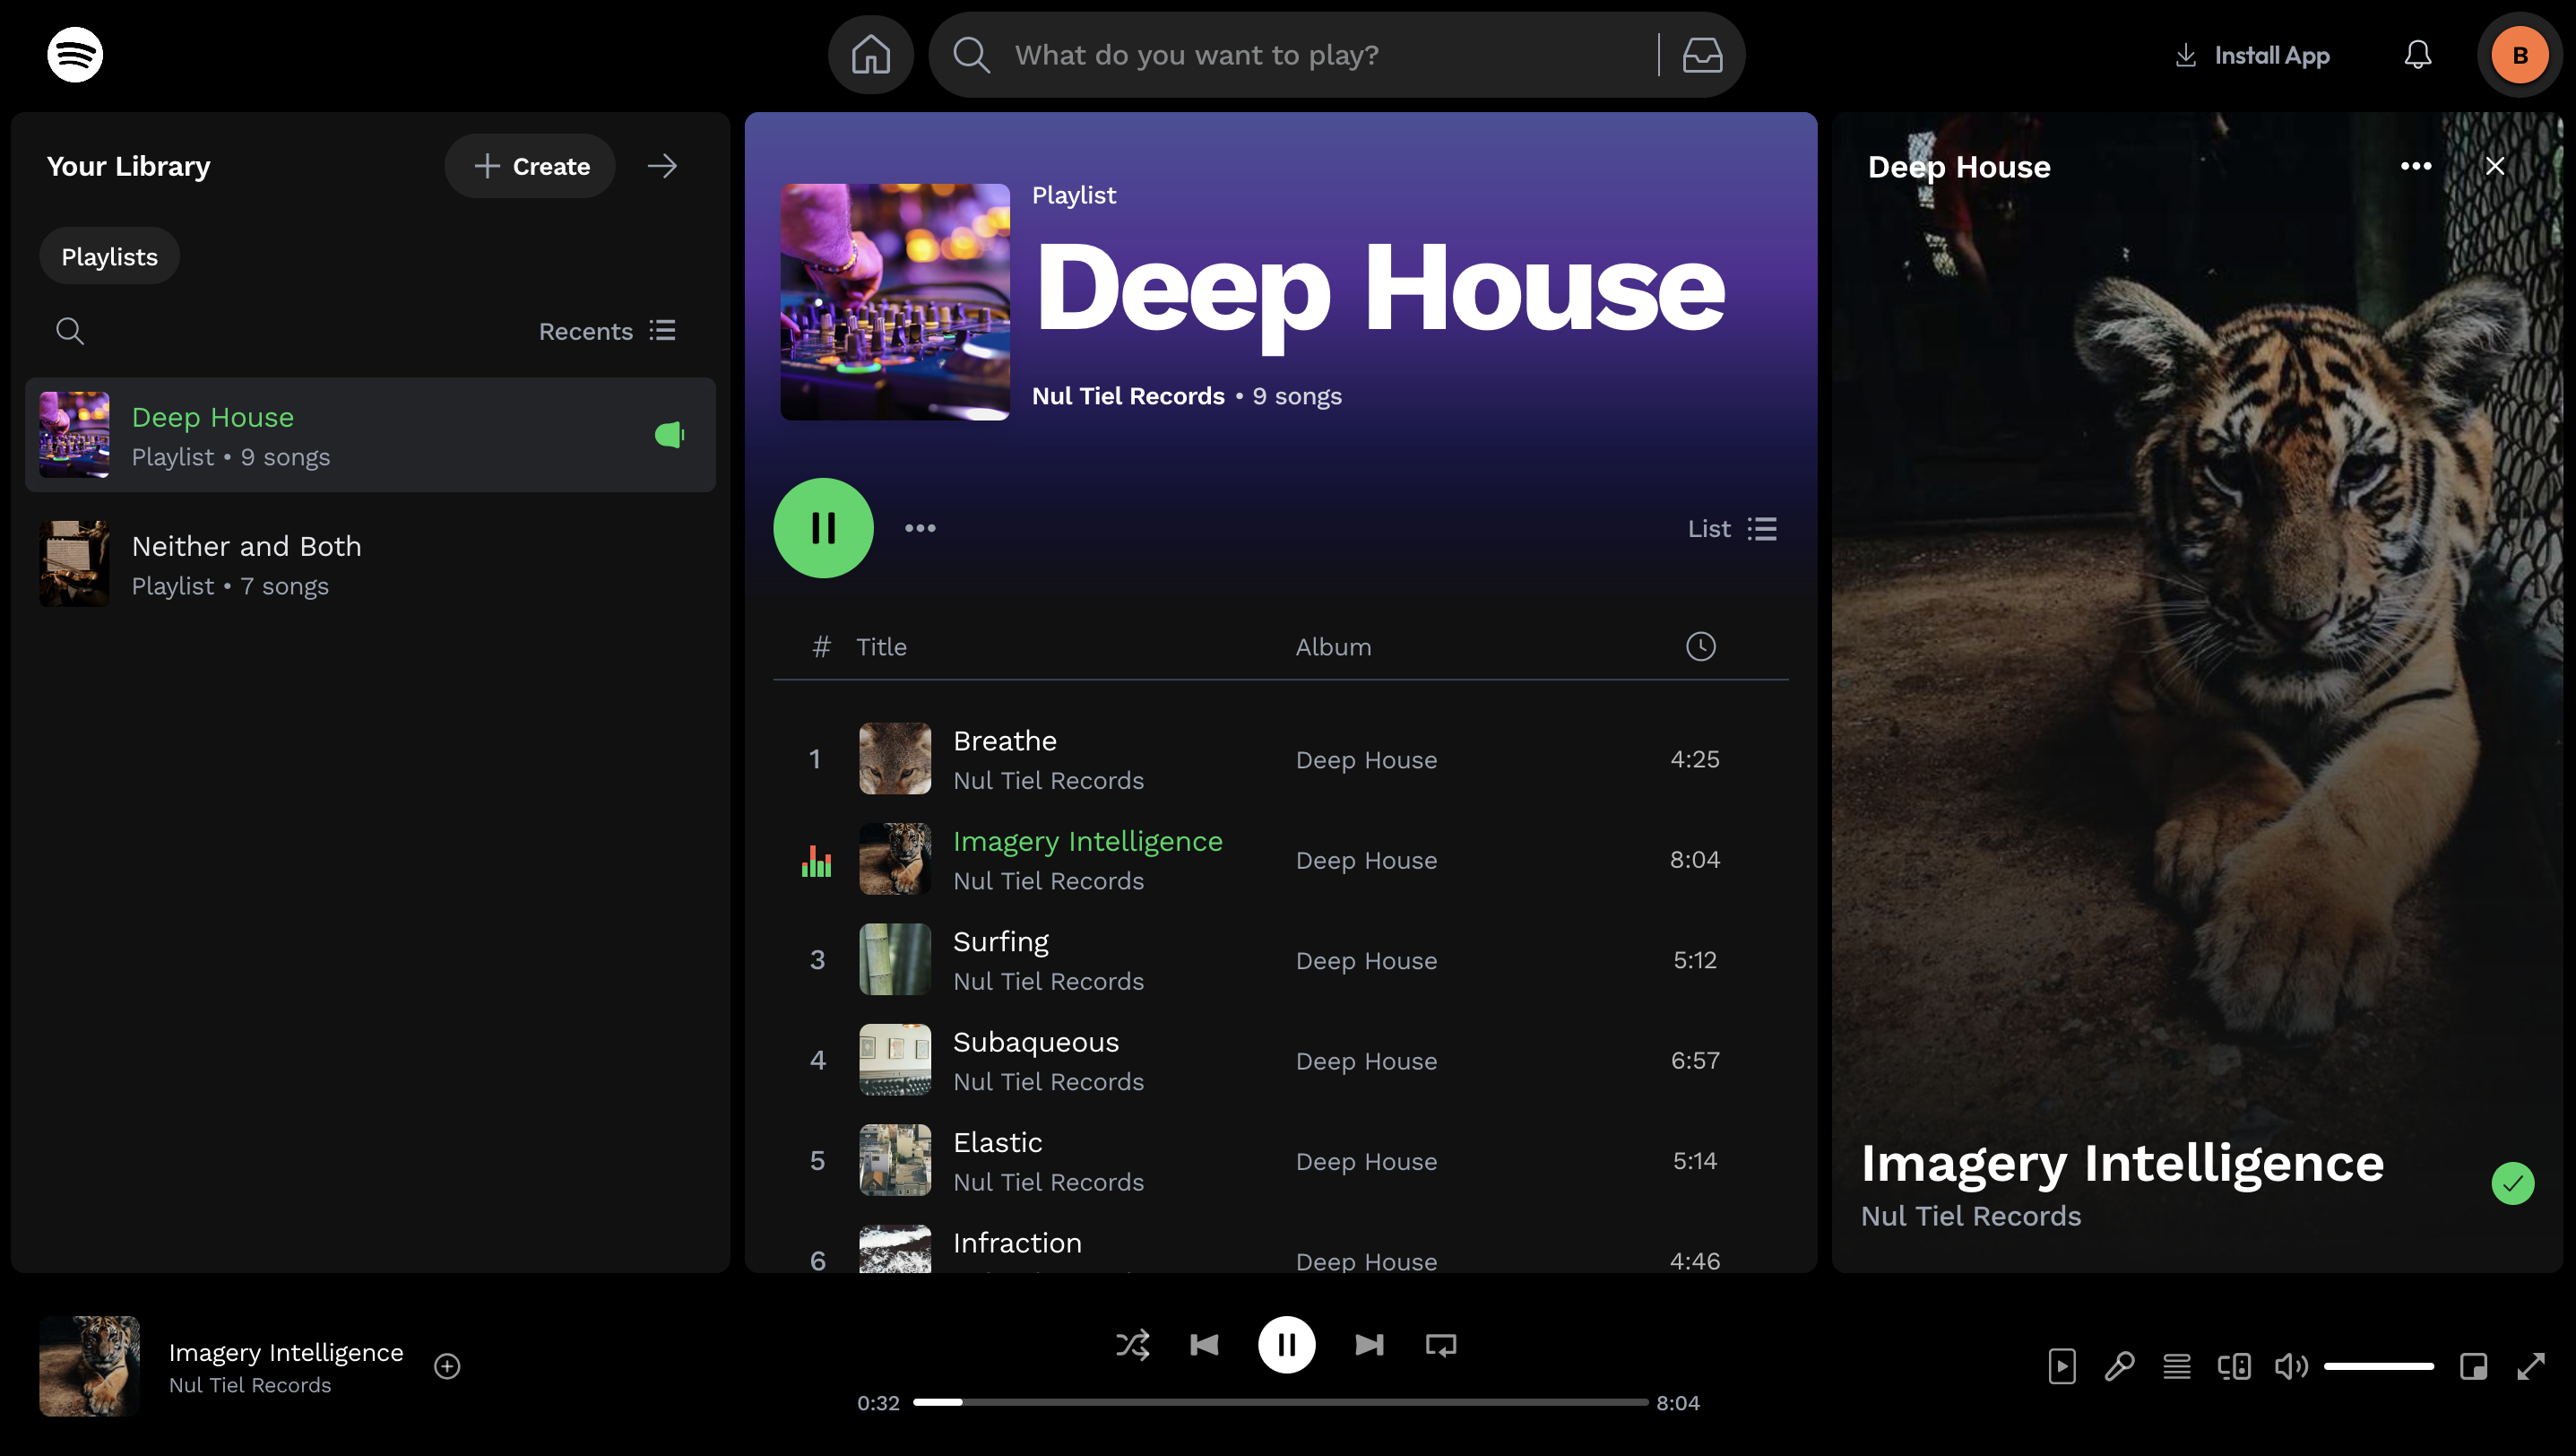 What do you want to play?
Install App
B
Your Library
Create
Playlists
Recents
Deep House
Playlist • 9 songs
Neither and Both
Playlist • 7 songs
Playlist
Deep House
Nul Tiel Records • 9 songs
List
# Title Album
1 Breathe Deep House 4:25
Nul Tiel Records
Imagery Intelligence Deep House 8:04
Nul Tiel Records
3 Surfing Deep House 5:12
Nul Tiel Records
4 Subaqueous Deep House 6:57
Nul Tiel Records
5 Elastic Deep House 5:14
Nul Tiel Records
6 Infraction Deep House 4:46
Deep House
Imagery Intelligence
Nul Tiel Records
Imagery Intelligence
Nul Tiel Records
0:32 8:04